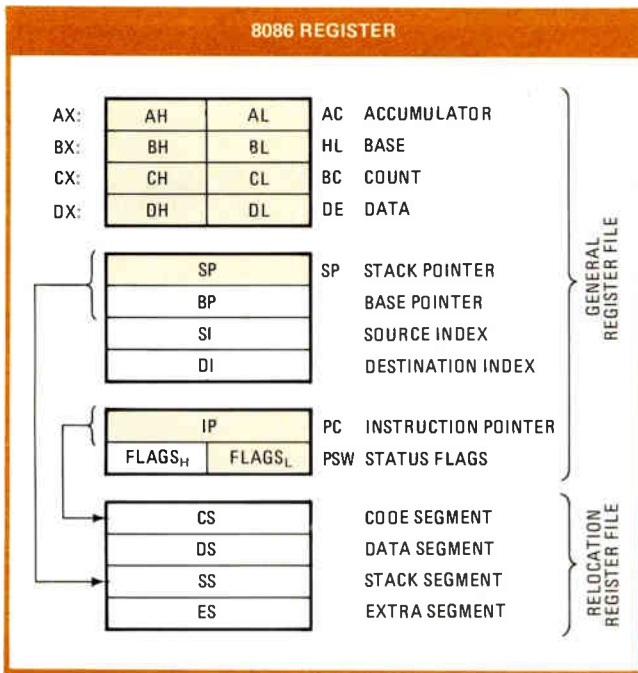 8086 REGISTER
AX: AH AL AC ACCUMULATOR
BX: BH BL HL BASE
CX: CH CL BC COUNT
DX: DH DL DE DATA
SP SP STACK POINTER
BP BASE POINTER
SI SOURCE INDEX
DI DESTINATION INDEX
IP PC INSTRUCTION POINTER
FLAGSH FLAGSL PSW STATUS FLAGS
GENERAL
REGISTER FILE
CS CODE SEGMENT
DS DATA SEGMENT
SS STACK SEGMENT
ES EXTRA SEGMENT
RELOCATION
REGISTER FILE